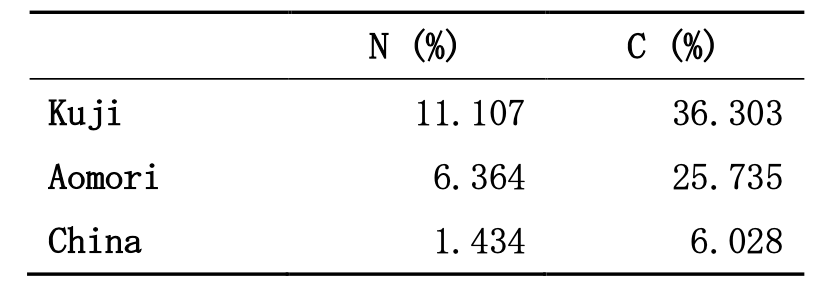 N (%) C (%)
Kuji 11.107 36.303
Aomori 6.364 25.735
China 1.434 6.028